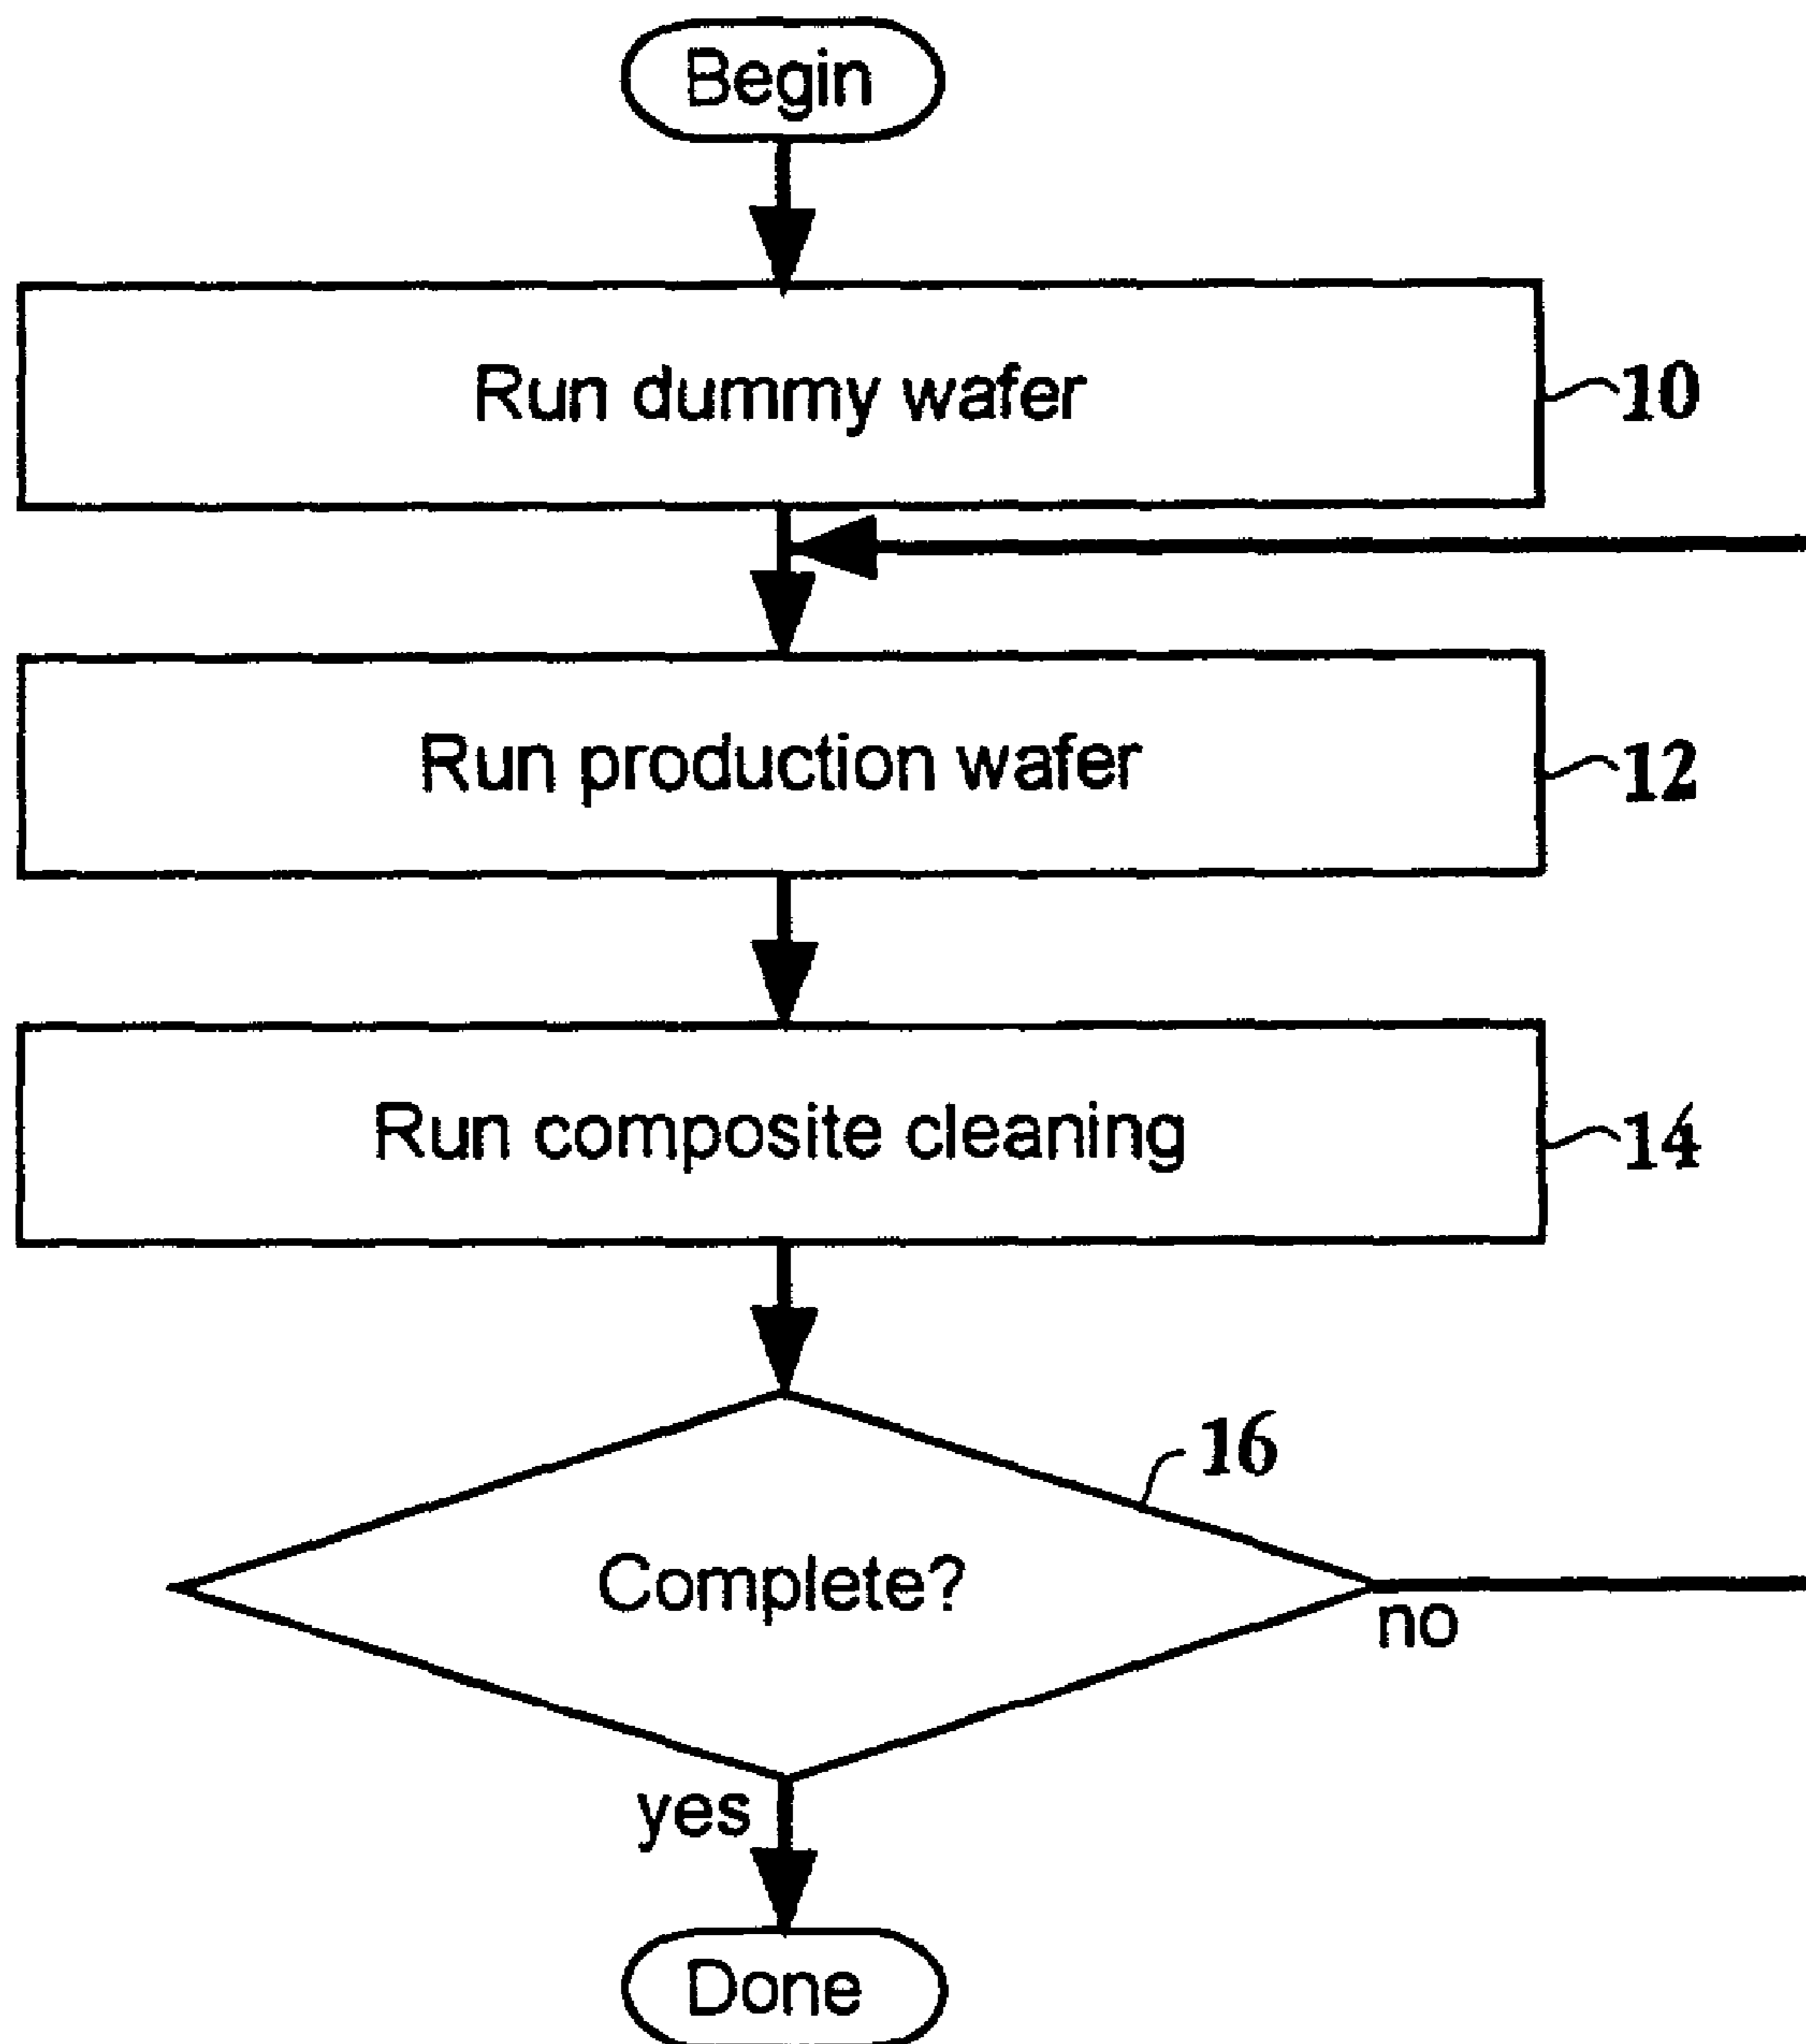 Begin
Run dummy wafer
10
Run production wafer
12
Run composite cleaning
14
16
Complete?
no
yes
Done